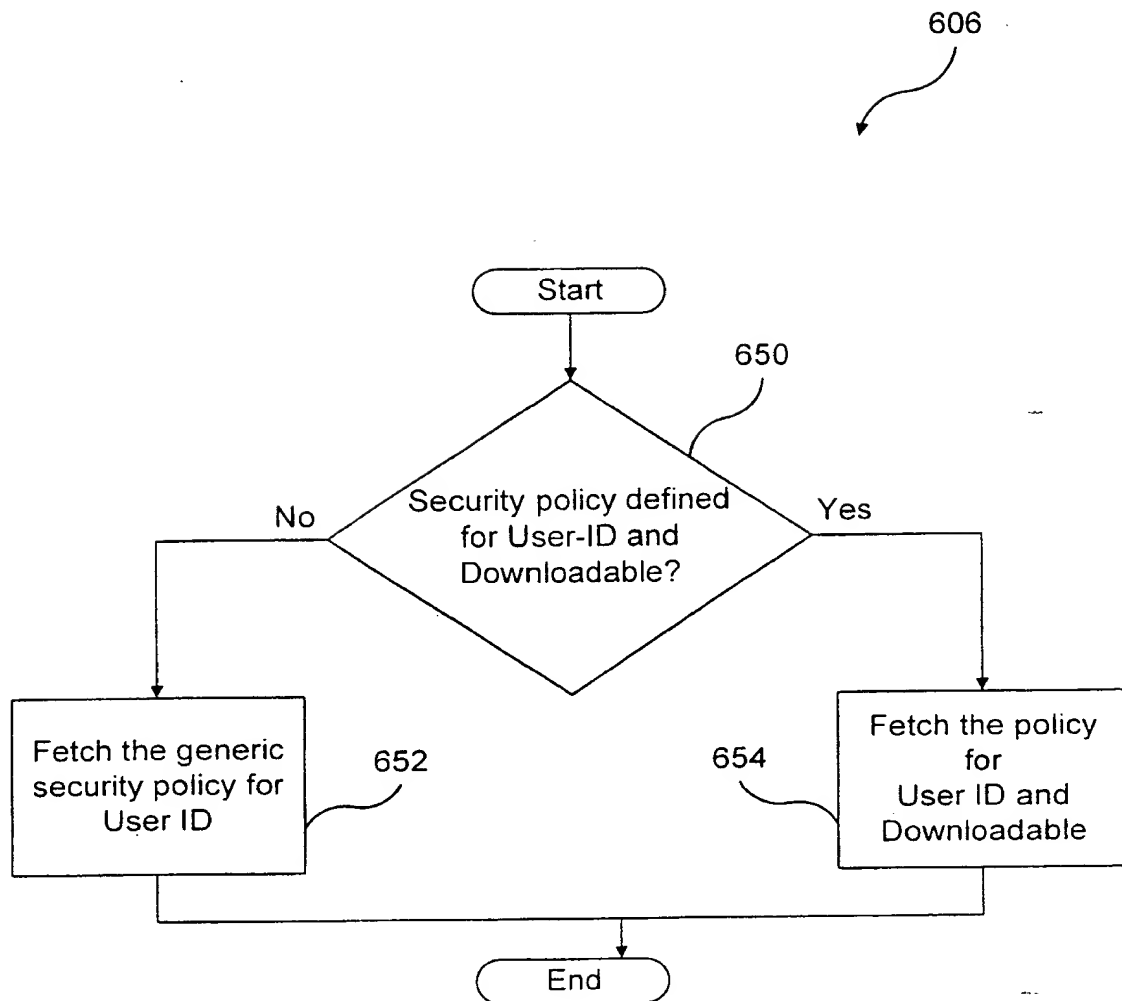 606
Start
650
Security policy defined
for User-ID and
Downloadable?
No
Yes
Fetch the generic
security policy for
User ID
652
654
Fetch the policy
for
User ID and
Downloadable
End